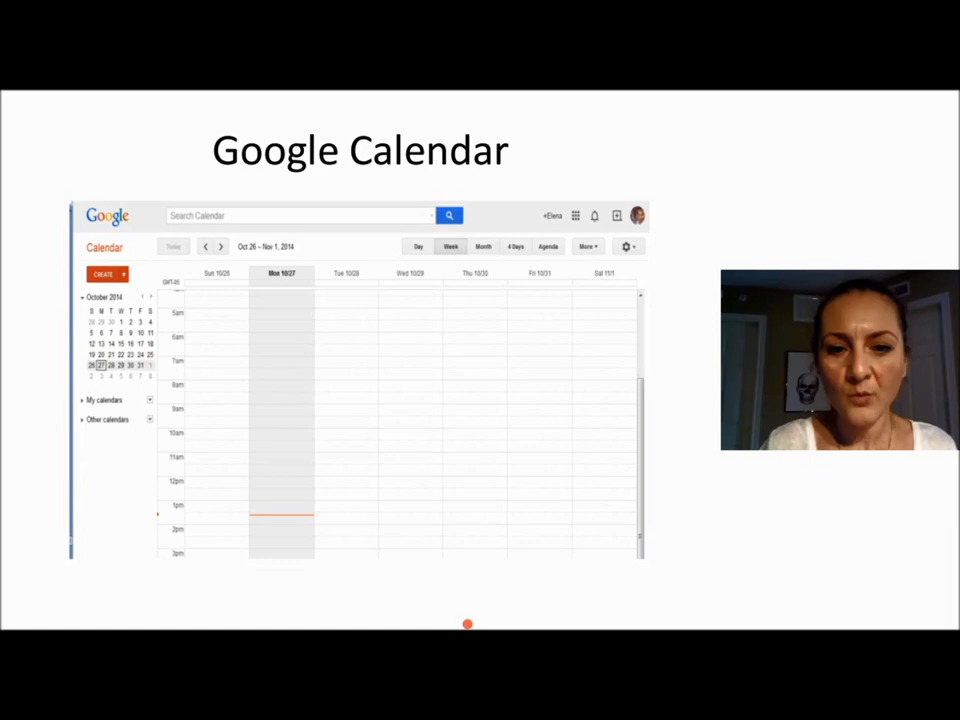 Google Calendar
Google
Search Calendar
+Elena
Calendar
Today
Oct 26 – Nov 1, 2014
Day
Week
Month
4 Days
Agenda
More
CREATE
Sun 10/26
Mon 10/27
Tue 10/28
Wed 10/29
Thu 10/30
Fri 10/31
Sat 11/1
GMT-05
October 2014
S M T W T F S
28 29 30 1 2 3 4
5 6 7 8 9 10 11
12 13 14 15 16 17 18
19 20 21 22 23 24 25
26 27 28 29 30 31 1
2 3 4 5 6 7 8
My calendars
Other calendars
5am
6am
7am
8am
9am
10am
11am
12pm
1pm
2pm
3pm